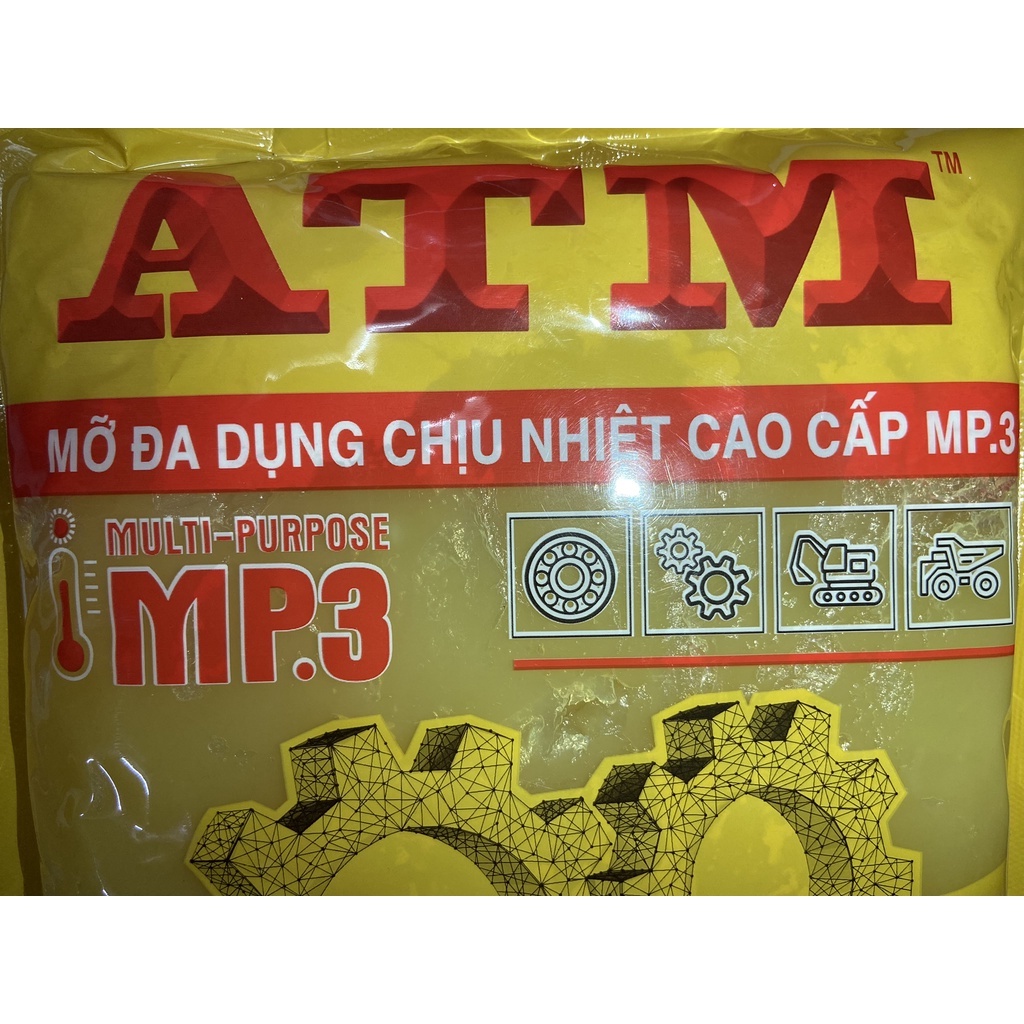 ATM™
MỠ ĐA DỤNG CHỊU NHIỆT CAO CẤP MP.3
MULTI-PURPOSE
MP.3